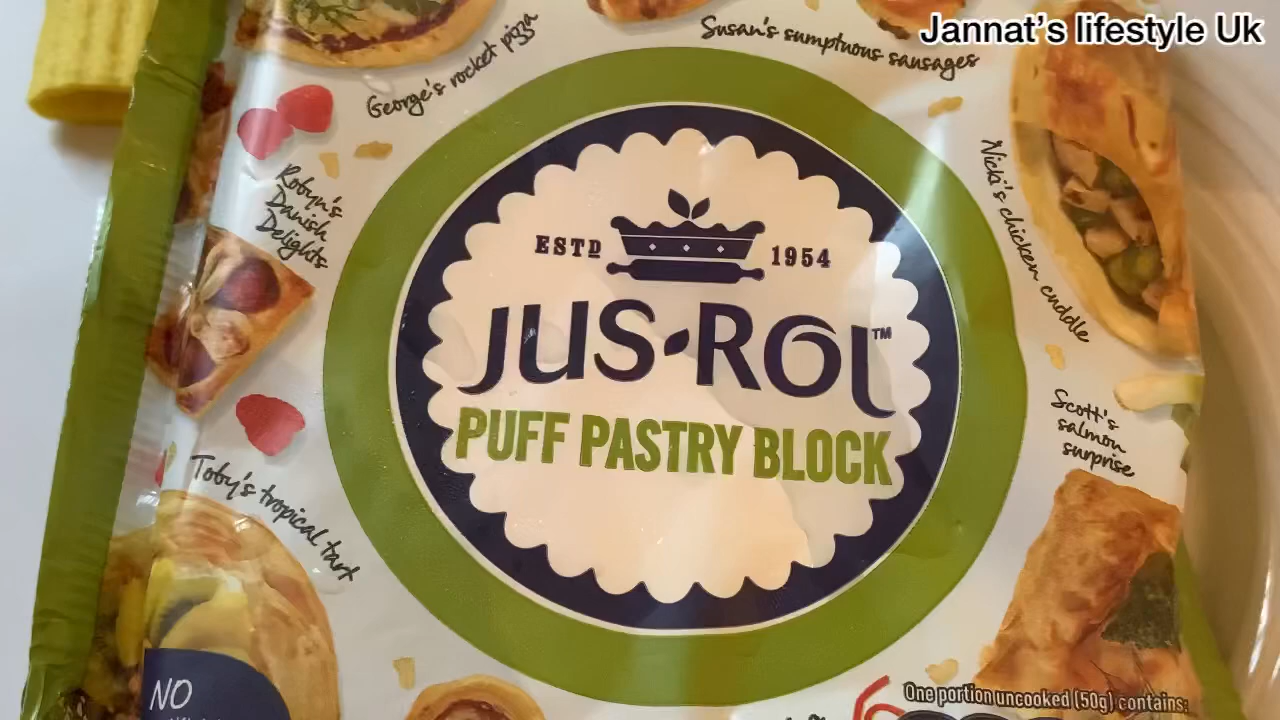 Jannat's lifestyle Uk
George's rocket pizza
Susan's sumptuous sausages
Robyn's
Danish
Delights
Nicki's chicken cuddle
ESTD 1954
JUS·ROL™
PUFF PASTRY BLOCK
Scott's
salmon
surprise
Toby's tropical tart
NO
One portion uncooked (50g) contains: